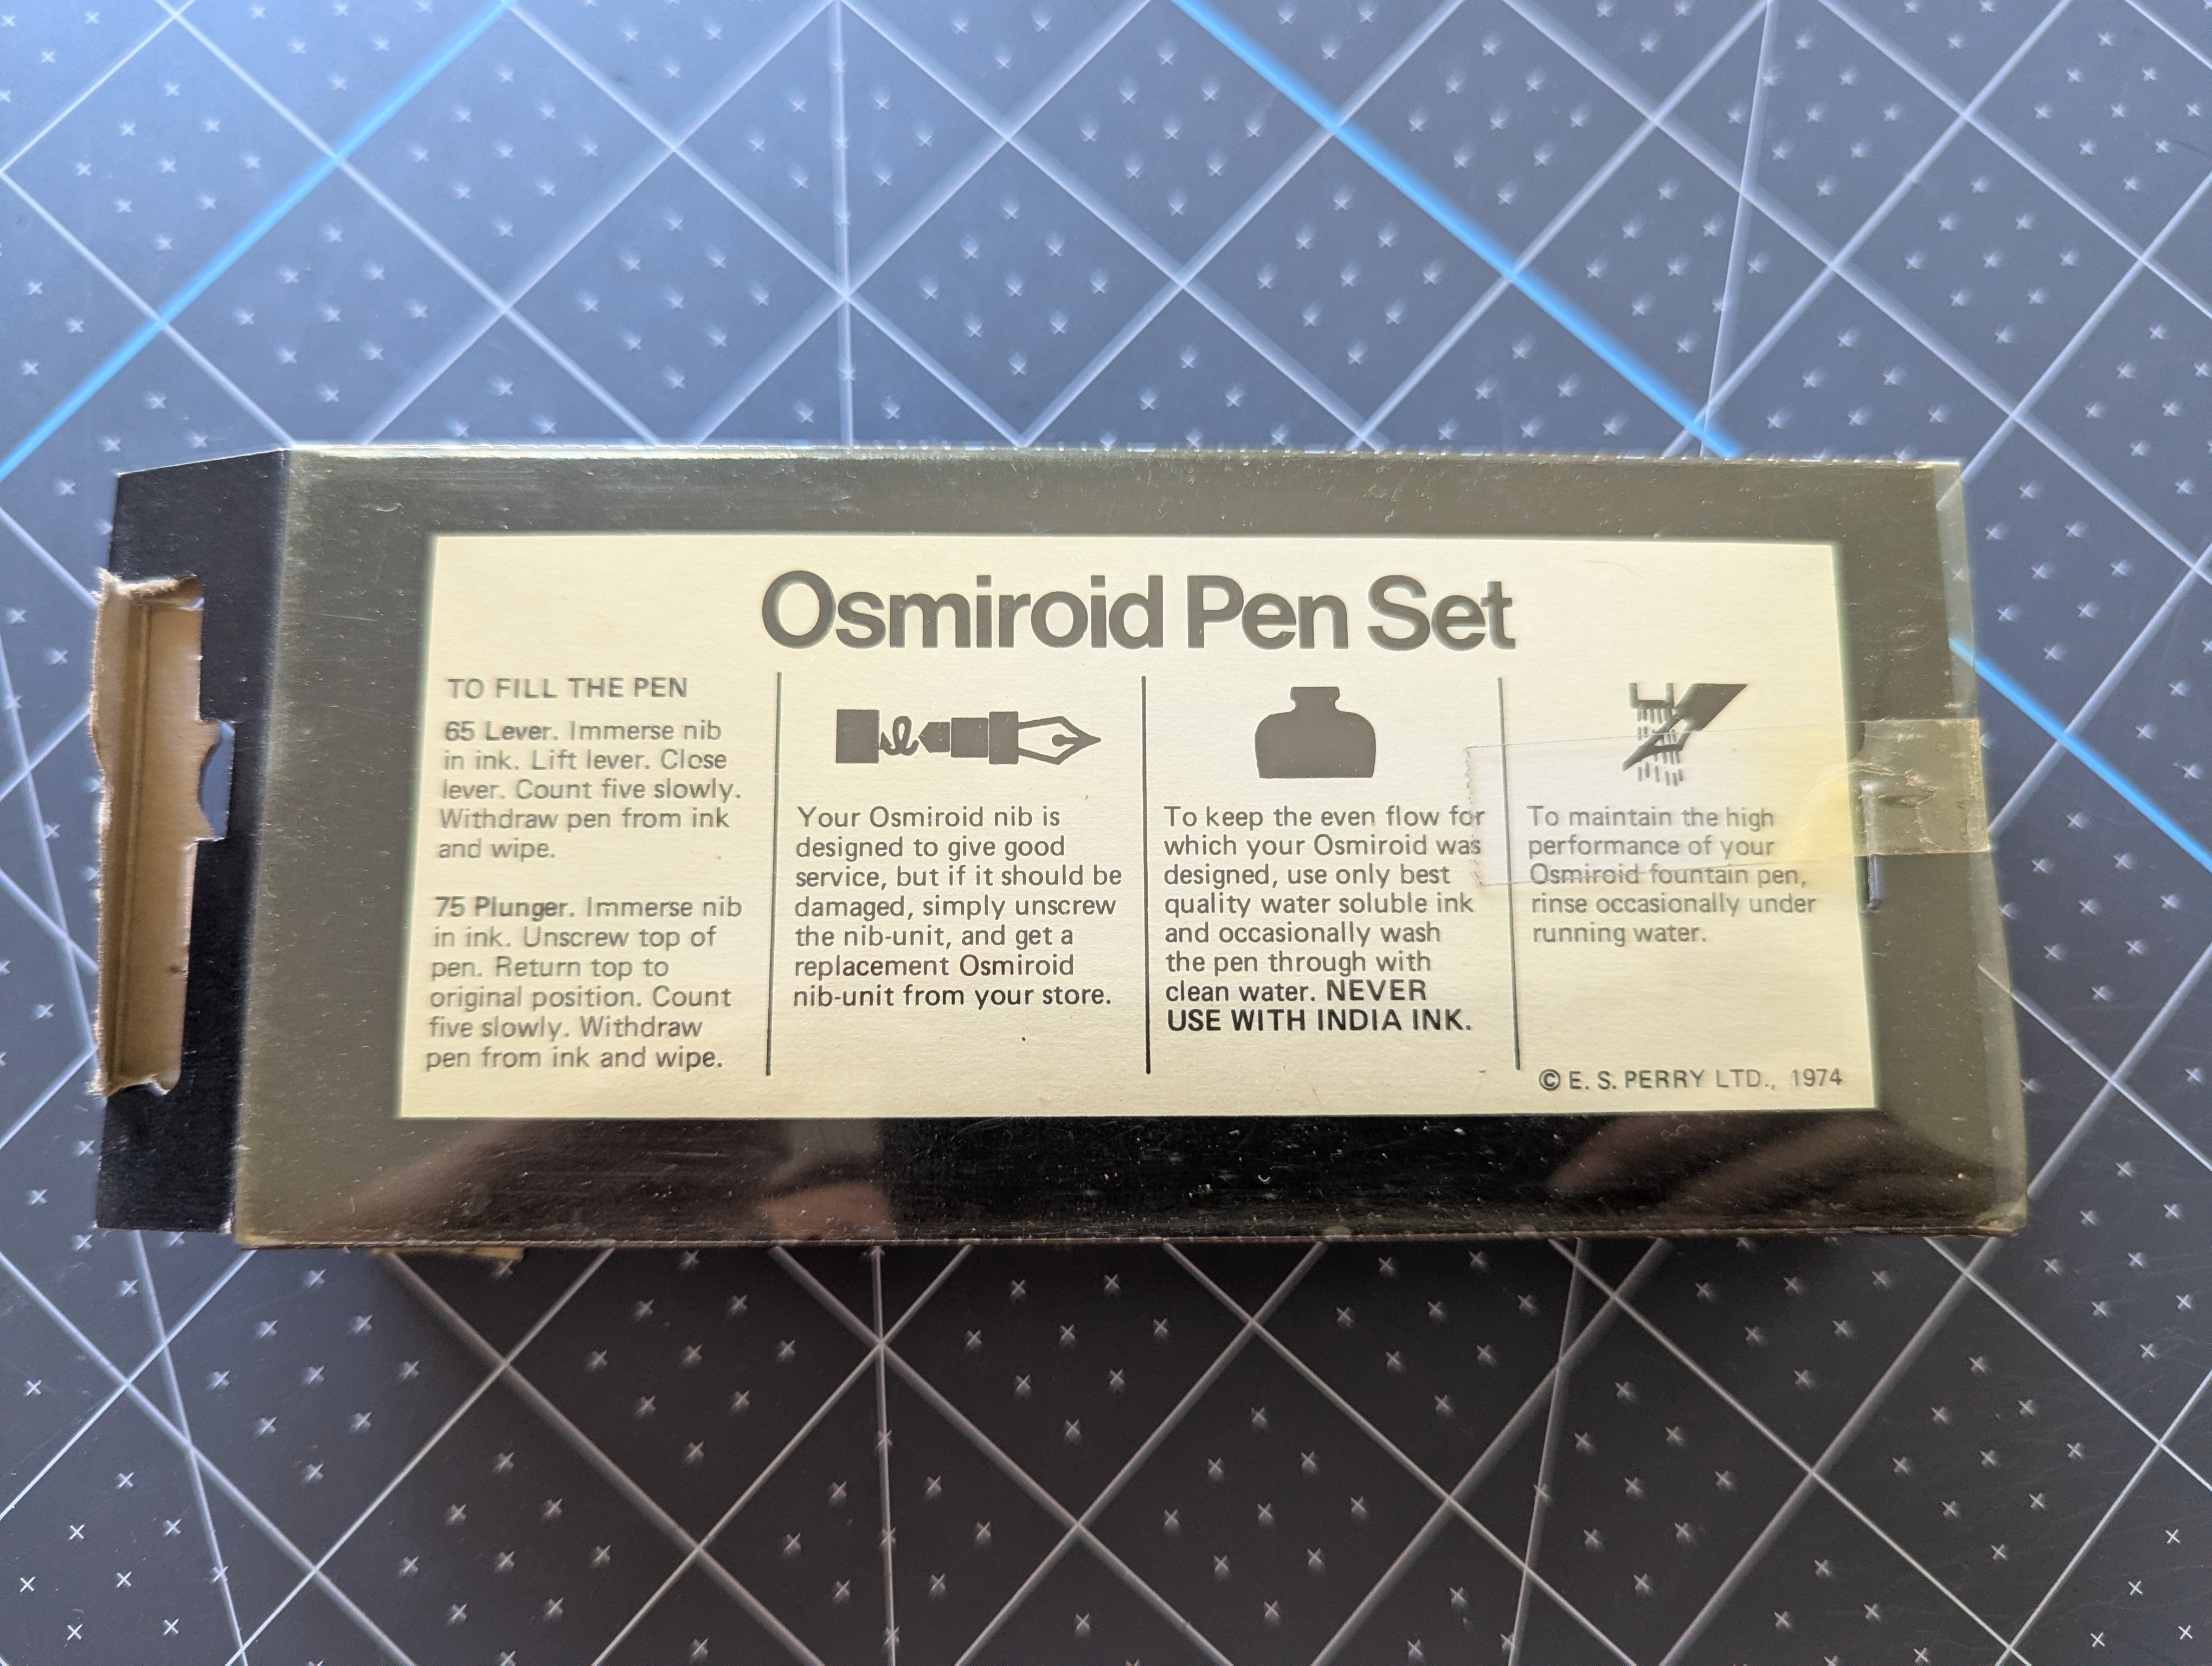 Osmiroid Pen Set
TO FILL THE PEN
65 Lever. Immerse nib
in ink. Lift lever. Close
lever. Count five slowly.
Withdraw pen from ink
and wipe.
75 Plunger. Immerse nib
in ink. Unscrew top of
pen. Return top to
original position. Count
five slowly. Withdraw
pen from ink and wipe.
Your Osmiroid nib is
designed to give good
service, but if it should be
damaged, simply unscrew
the nib-unit, and get a
replacement Osmiroid
nib-unit from your store.
To keep the even flow for
which your Osmiroid was
designed, use only best
quality water soluble ink
and occasionally wash
the pen through with
clean water. NEVER
USE WITH INDIA INK.
To maintain the high
performance of your
Osmiroid fountain pen,
rinse occasionally under
running water.
© E. S. PERRY LTD., 1974